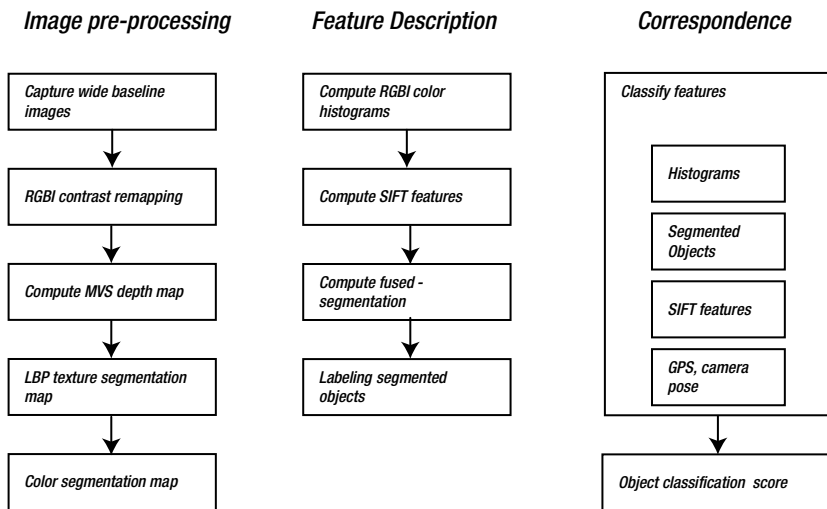 Image pre-processing
Capture wide baseline
images
RGBI contrast remapping
Compute MVS depth map
LBP texture segmentation
map
Color segmentation map
Feature Description
Compute RGBI color
histograms
Compute SIFT features
Compute fused -
segmentation
Labeling segmented
objects
Correspondence
Classify features
Histograms
Segmented
Objects
SIFT features
GPS, camera
pose
Object classification score